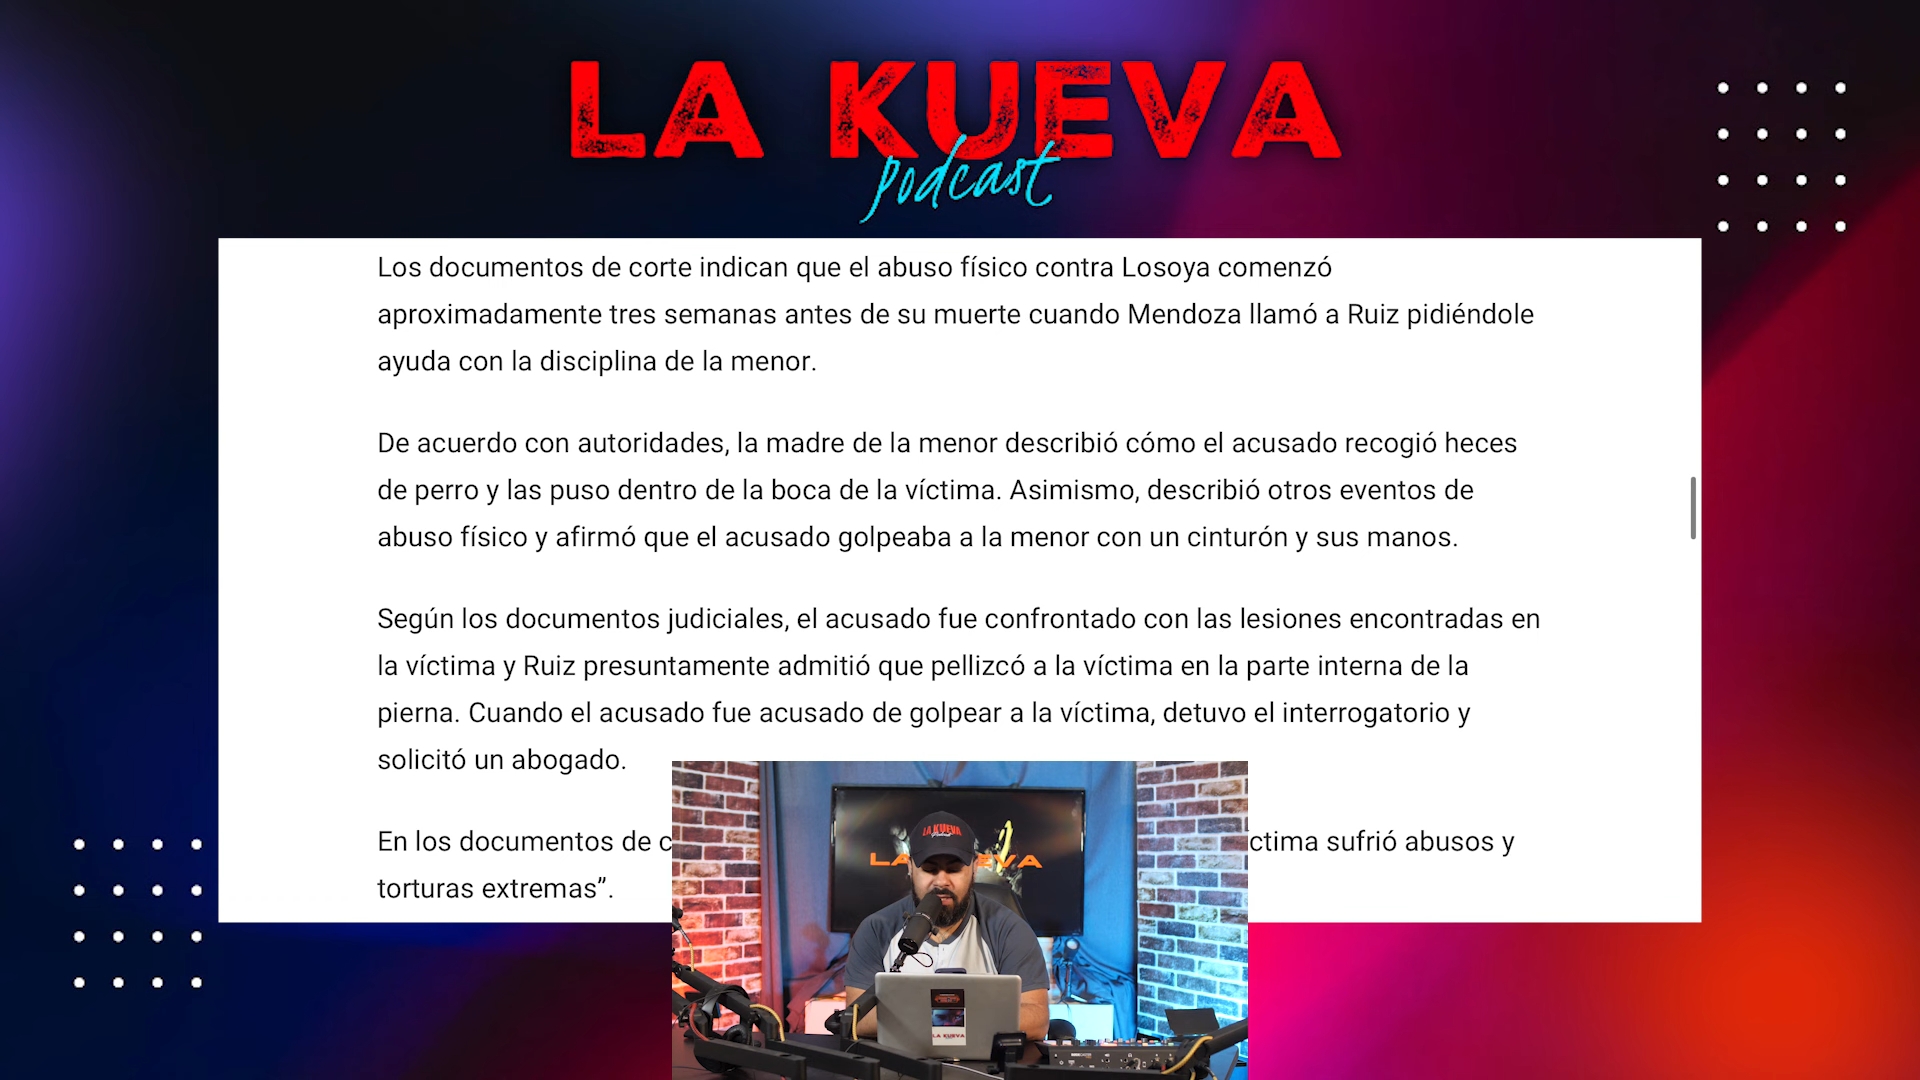 LA KUEVA
podcast
Los documentos de corte indican que el abuso físico contra Losoya comenzó
aproximadamente tres semanas antes de su muerte cuando Mendoza llamó a Ruiz pidiéndole
ayuda con la disciplina de la menor.
De acuerdo con autoridades, la madre de la menor describió cómo el acusado recogió heces
de perro y las puso dentro de la boca de la víctima. Asimismo, describió otros eventos de
abuso físico y afirmó que el acusado golpeaba a la menor con un cinturón y sus manos.
Según los documentos judiciales, el acusado fue confrontado con las lesiones encontradas en
la víctima y Ruiz presuntamente admitió que pellizcó a la víctima en la parte interna de la
pierna. Cuando el acusado fue acusado de golpear a la víctima, detuvo el interrogatorio y
solicitó un abogado.
En los documentos de c ctima sufrió abusos y
torturas extremas”.
LA KUEVA
LA EVA
LA KUEVA